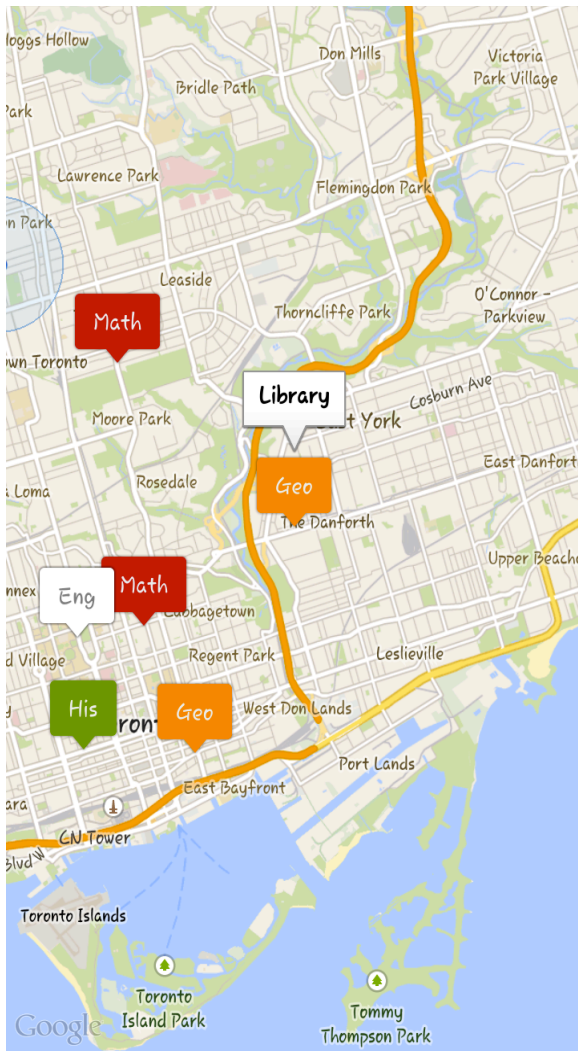 Hoggs Hollow
Don Mills
Victoria
Park Village
Bridle Path
Park
Lawrence Park
Flemingdon Park
n Park
Leaside
O'Connor -
Parkview
Thorncliffe Park
Math
own Toronto
Library
Cosburn Ave
East York
Moore Park
East Danfort
Rosedale
a Loma
Geo
The Danforth
Upper Beache
nnex
Math
Eng
Cabbagetown
d Village
Regent Park
Leslieville
His
Geo
West Don Lands
ront
Port Lands
East Bayfront
ara
CN Tower
Blvd W
Toronto Islands
Toronto
Island Park
Tommy
Thompson Park
Google